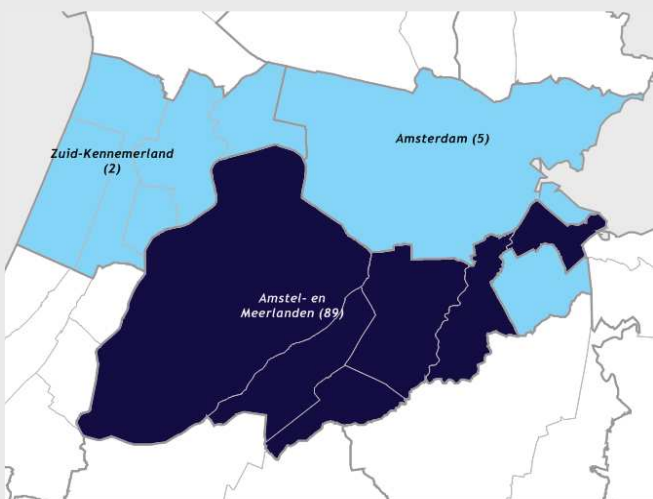 Amsterdam (5)
Zuid-Kennemerland
(2)
Amstel- en
Meerlanden (89)